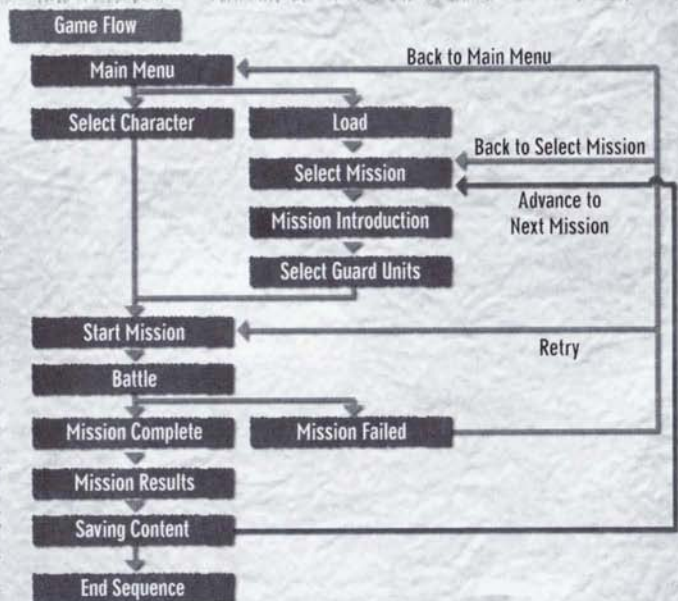 Game Flow
Main Menu
Back to Main Menu
Select Character
Load
Back to Select Mission
Select Mission
Advance to
Next Mission
Mission Introduction
Select Guard Units
Start Mission
Retry
Battle
Mission Complete
Mission Failed
Mission Results
Saving Content
End Sequence